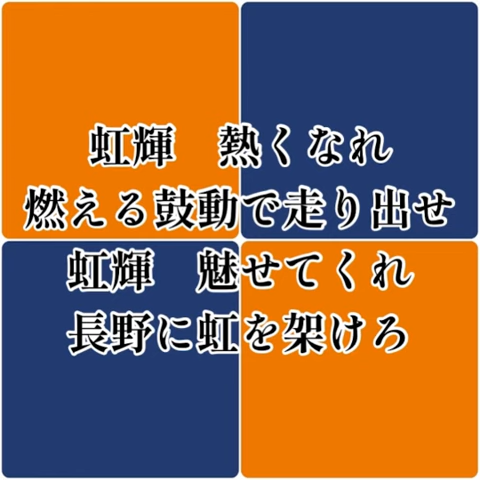 虹輝　熱くなれ
燃える鼓動で走り出せ
虹輝　魅せてくれ
長野に虹を架けろ